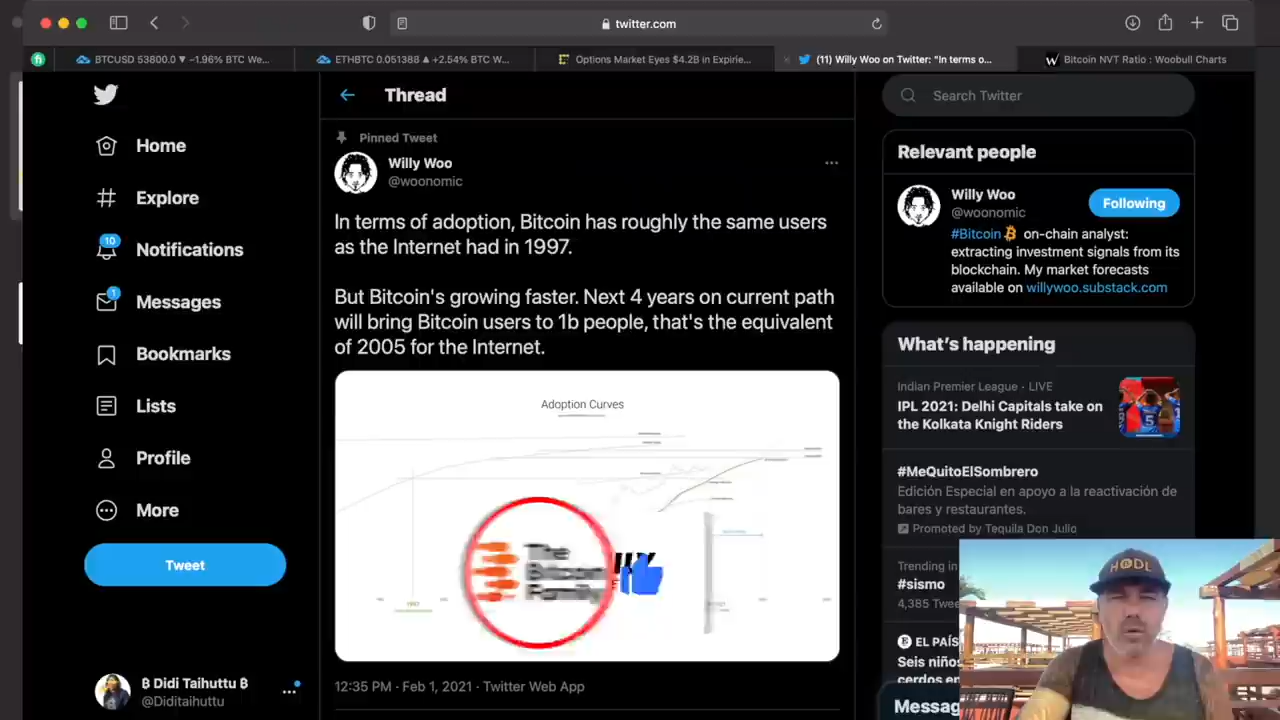 twitter.com
BTCUSD 53800.0 ▼ −1.96% BTC We...
ETHBTC 0.051388 ▲ +2.54% BTC W...
Options Market Eyes $4.2B in Expirie...
(11) Willy Woo on Twitter: "In terms o...
Bitcoin NVT Ratio : Woobull Charts
Home
Explore
10
Notifications
1
Messages
Bookmarks
Lists
Profile
More
Tweet
₿ Didi Taihuttu ₿
@Diditaihuttu
Thread
Pinned Tweet
Willy Woo
@woonomic
In terms of adoption, Bitcoin has roughly the same users
as the Internet had in 1997.
But Bitcoin's growing faster. Next 4 years on current path
will bring Bitcoin users to 1b people, that's the equivalent
of 2005 for the Internet.
Adoption Curves
1997
The
Bitcoin
Family
12:35 PM · Feb 1, 2021 · Twitter Web App
Search Twitter
Relevant people
Willy Woo
@woonomic
Following
#Bitcoin on-chain analyst:
extracting investment signals from its
blockchain. My market forecasts
available on willywoo.substack.com
What's happening
Indian Premier League · LIVE
IPL 2021: Delhi Capitals take on
the Kolkata Knight Riders
#MeQuitoElSombrero
Edición Especial en apoyo a la reactivación de
bares y restaurantes.
Promoted by Tequila Don Julio
Trending in
#sismo
4,385 Twee
EL PAÍS
Seis niños
cerdos en
Messag
HODL